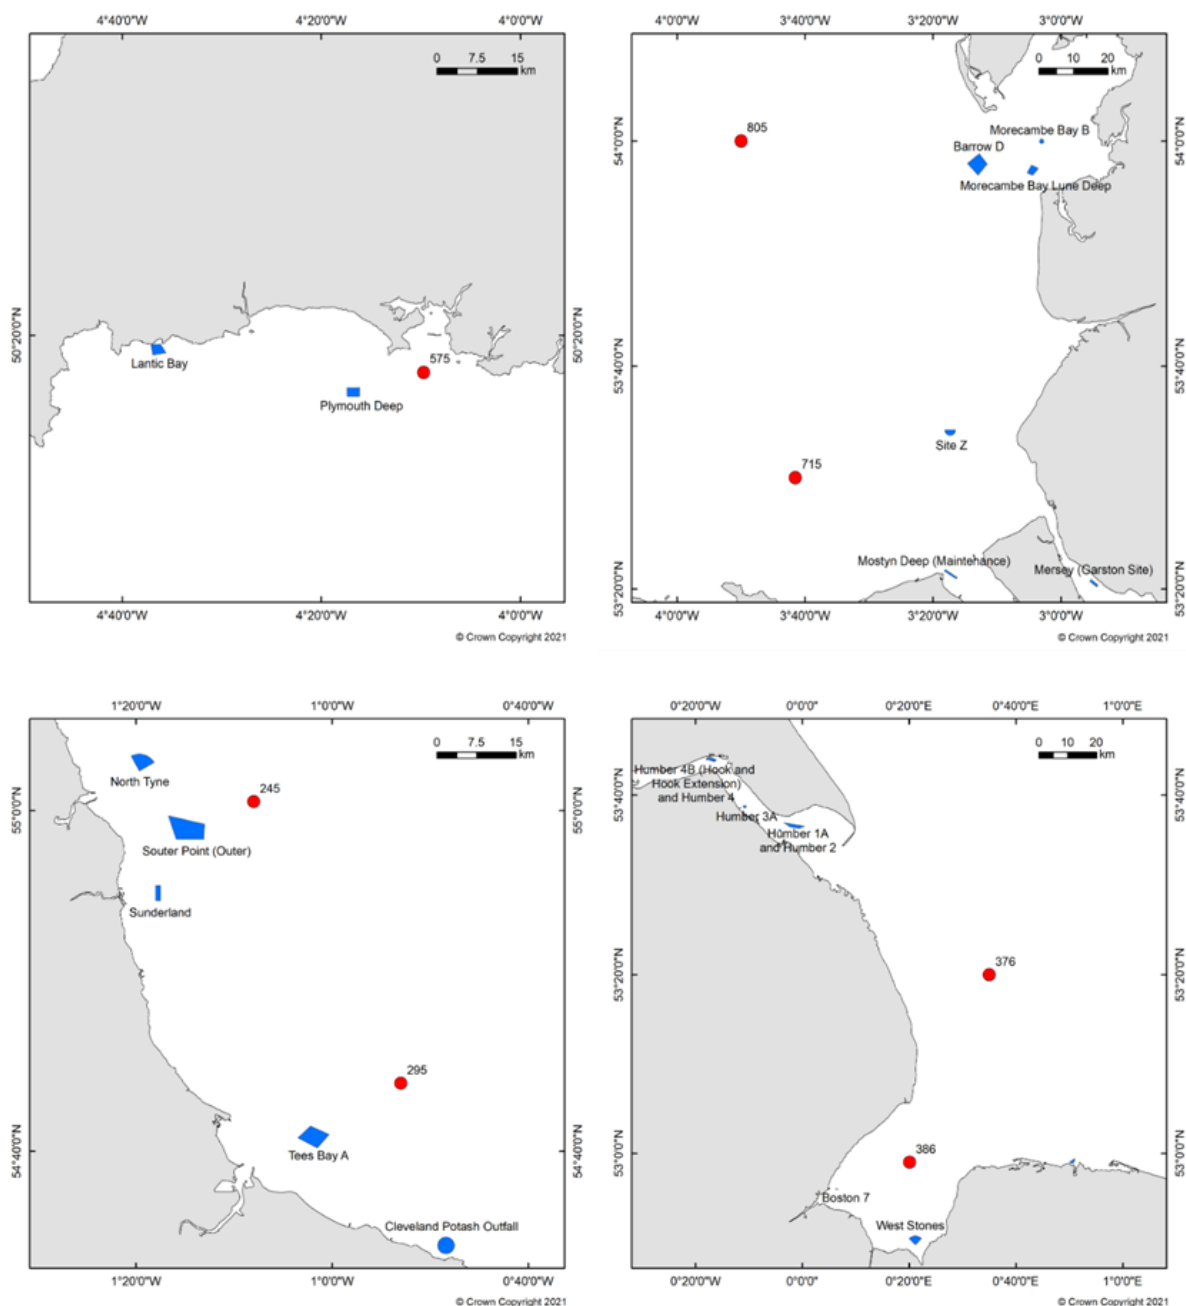 4°40'0"W 4°20'0"W 4°0'0"W
0 7.5 15
km
50°20'0"N 50°20'0"N
Lantic Bay
575
Plymouth Deep
4°40'0"W 4°20'0"W 4°0'0"W
© Crown Copyright 2021
4°0'0"W 3°40'0"W 3°20'0"W 3°0'0"W
0 10 20
km
805
Morecambe Bay B
54°0'0"N 54°0'0"N
Barrow D
Morecambe Bay Lune Deep
53°40'0"N 53°40'0"N
Site Z
715
Mostyn Deep (Maintenance)
Mersey (Garston Site)
53°20'0"N 53°20'0"N
4°0'0"W 3°40'0"W 3°20'0"W 3°0'0"W
© Crown Copyright 2021
1°20'0"W 1°0'0"W 0°40'0"W
0 7.5 15
km
North Tyne
245
55°0'0"N 55°0'0"N
Souter Point (Outer)
Sunderland
295
54°40'0"N 54°40'0"N
Tees Bay A
Cleveland Potash Outfall
1°20'0"W 1°0'0"W 0°40'0"W
© Crown Copyright 2021
0°20'0"W 0°0'0"E 0°20'0"E 0°40'0"E 1°0'0"E
0 10 20
km
Humber 4B (Hook and
Hook Extension)
and Humber 4
53°40'0"N 53°40'0"N
Humber 3A
Humber 1A
and Humber 2
376
53°20'0"N 53°20'0"N
386
53°0'0"N 53°0'0"N
Boston 7
West Stones
0°20'0"W 0°0'0"E 0°20'0"E 0°40'0"E 1°0'0"E
© Crown Copyright 2021